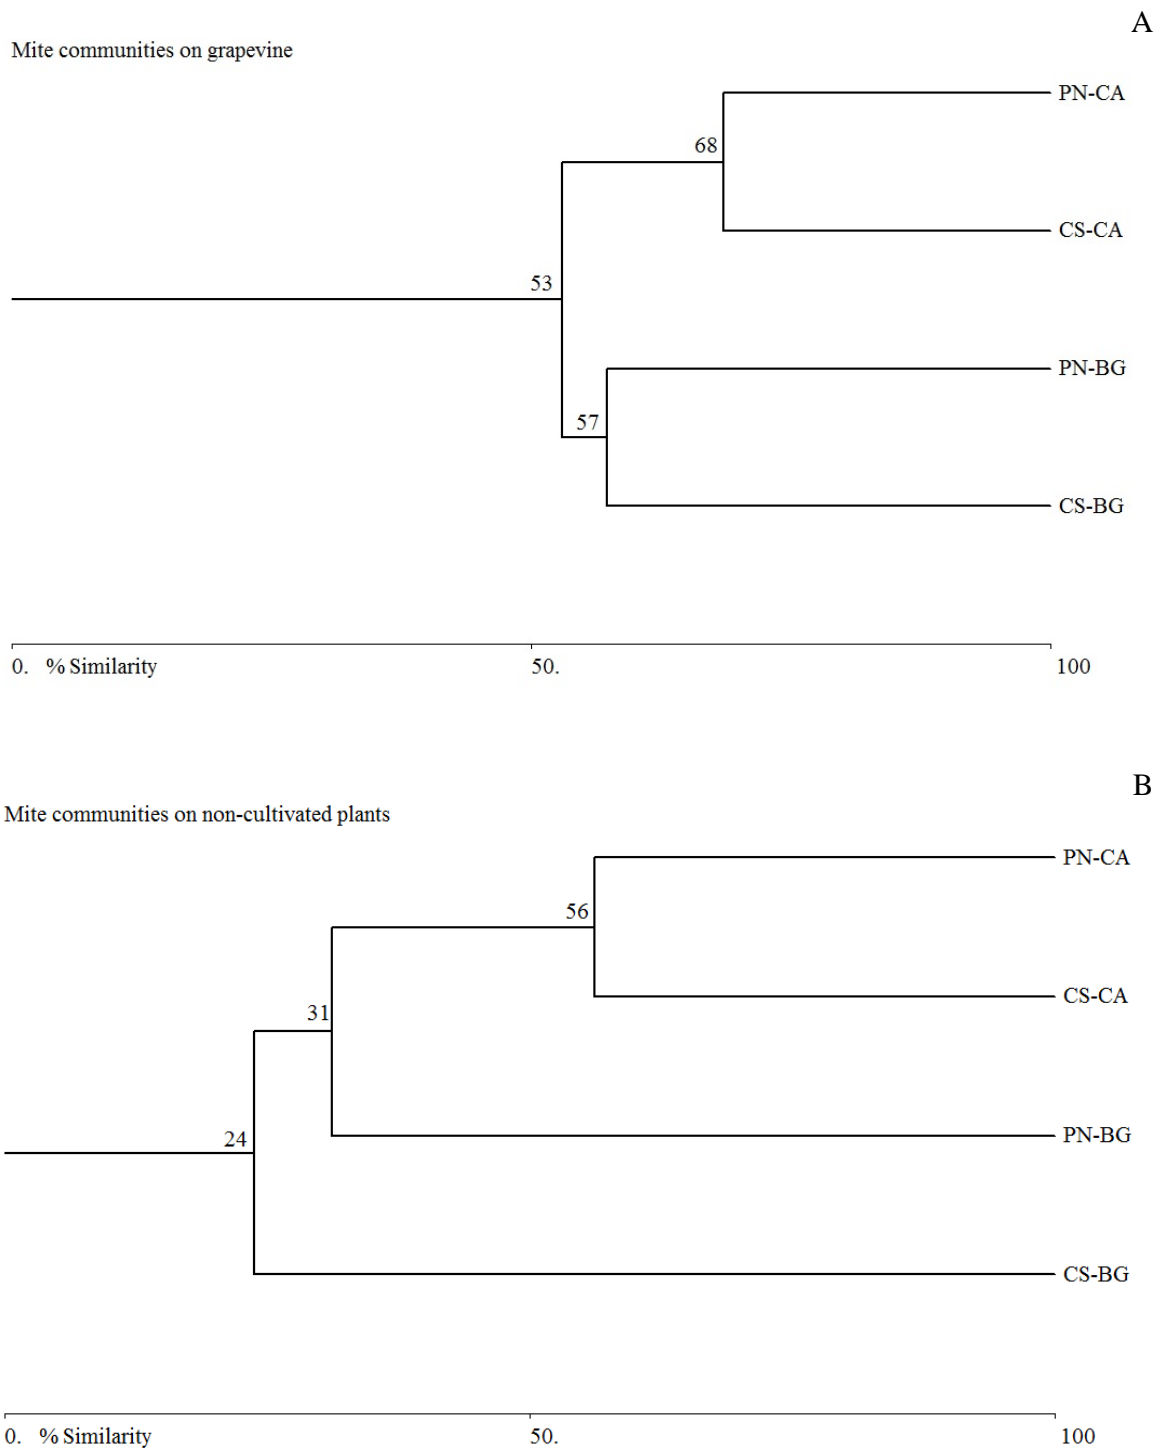 A
Mite communities on grapevine
PN-CA
68
CS-CA
53
PN-BG
57
CS-BG
0. % Similarity 50. 100
B
Mite communities on non-cultivated plants
PN-CA
56
CS-CA
31
PN-BG
24
CS-BG
0. % Similarity 50. 100